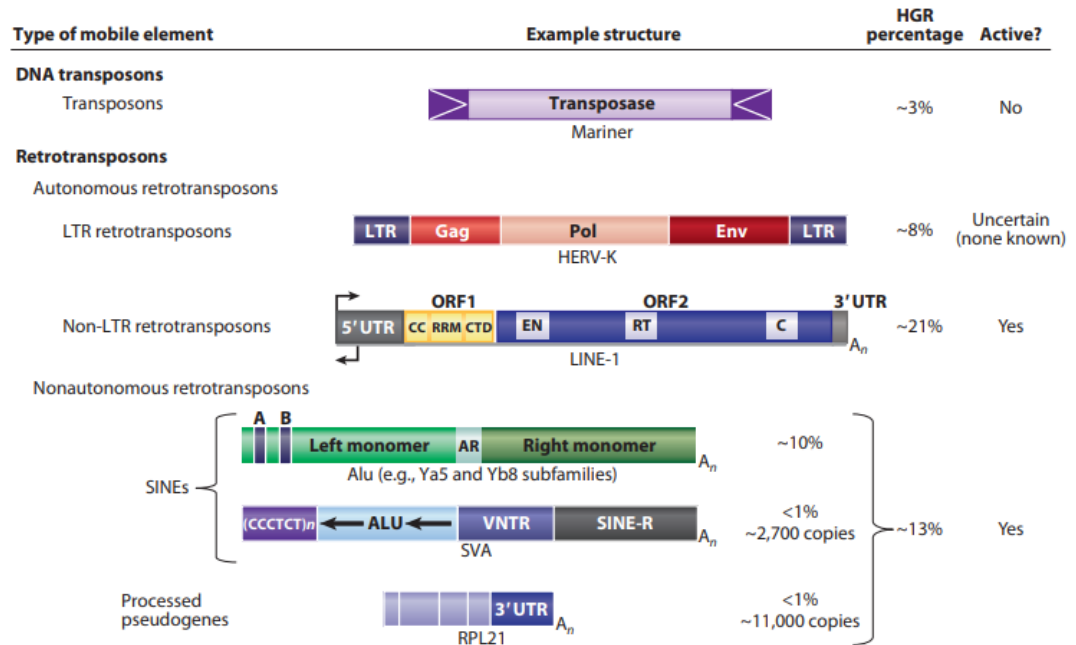 Type of mobile element Example structure HGR percentage Active?
DNA transposons
Transposons Transposase ~3% No
Mariner
Retrotransposons
Autonomous retrotransposons
LTR retrotransposons LTR Gag Pol Env LTR ~8% Uncertain (none known)
HERV-K
ORF1 ORF2 3' UTR
Non-LTR retrotransposons 5' UTR CC RRM CTD EN RT C An ~21% Yes
LINE-1
Nonautonomous retrotransposons
A B
Left monomer AR Right monomer An ~10%
Alu (e.g., Ya5 and Yb8 subfamilies)
SINEs
(CCCTCT)n ALU VNTR SINE-R An <1%
~2,700 copies
~13% Yes
SVA
Processed pseudogenes 3' UTR An <1%
~11,000 copies
RPL21